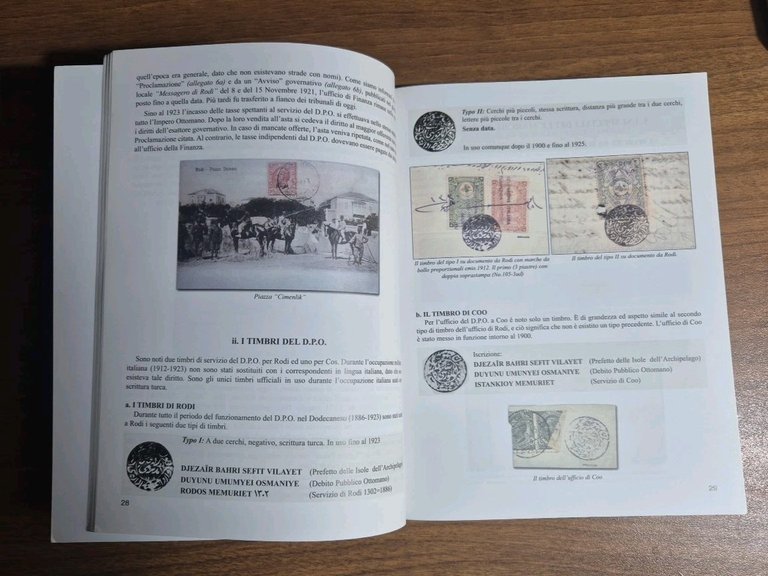 quell'epoca era generale, dato che non esistevano strade con nomi). Come siamo
"Proclamazione" (allegato 6a) e da un "Avviso" governativo (allegato 6b), pubblicati
locale "Messagero di Rodi" del 8 e del 15 Novembre 1921, l'ufficio di Finanza rimase
posto fino a quella data. Più tardi fu trasferito a fianco dei tribunali di oggi.
Sino al 1923 l'incasso delle tasse spettanti al servizio del D.P.O. si effettuava
tutto l'Impero Ottomano. Dopo la loro vendita all'asta si cedeva il diritto al maggior
i diritti dell'esattore governativo. In caso di mancate offerte, l'asta veniva ripetuta, come
Proclamazione citata. Al contrario, le tasse indipendenti dal D.P.O. dovevano essere pagate
all'ufficio della Finanza.
Rodi - Piazza
Piazza "Cimenlik"
ii. I TIMBRI DEL D.P.O.
Sono noti due timbri di servizio del D.P.O. per Rodi ed uno per Cos. Durante l'occupazione
italiana (1912-1923) non sono stati sostituiti con i correspondenti in lingua italiana, dato che
esisteva tale diritto. Sono gli unici timbri ufficiali in uso durante l'occupazione italiana
scrittura turca.
a. I TIMBRI DI RODI
Durante tutto il periodo del funzionamento del D.P.O. nel Dodecaneso (1886-1923) sono stati
a Rodi i seguenti due tipi di timbri.
Typo I: A due cerchi, negativo, scrittura turca. In uso fino al 1923
DJEZAÏR BAHRI SEFIT VILAYET (Prefetto delle Isole dell'Archipelago)
DUYUNU UMUMYEI OSMANIYE (Debito Pubblico Ottomano)
RODOS MEMURIET ١٣٠٢ (Servizio di Rodi 1302=1886)
28
Typo II: Cerchi più piccoli, stessa scrittura, distanza più grande tra i due cerchi,
lettere più piccole tra i cerchi.
Senza data.
In uso comunque dopo il 1900 e fino al 1925.
Il timbro del tipo I su documento da Rodi con marche da
bollo proporzionali emis 1912. Il primo (3 piastre) con
doppia soprastampa (No.105-3ad)
Il timbro del tipo II su documento da Rodi.
b. IL TIMBRO DI COO
Per l'ufficio del D.P.O. a Coo è noto solo un timbro. È di grandezza ed aspetto simile al secondo
tipo di timbro dell'ufficio di Rodi, e ciò significa che non è esistito un tipo precedente. L'ufficio di Coo
è stato messo in funzione intorno al 1900.
Iscrizione:
DJEZAÏR BAHRI SEFIT VILAYET (Prefetto delle Isole dell'Archipelago)
DUYUNU UMUNYEI OSMANIYE (Debito Pubblico Ottomano)
ISTANKIOY MEMURIET (Servizio di Coo)
Il timbro dell'ufficio di Coo
29